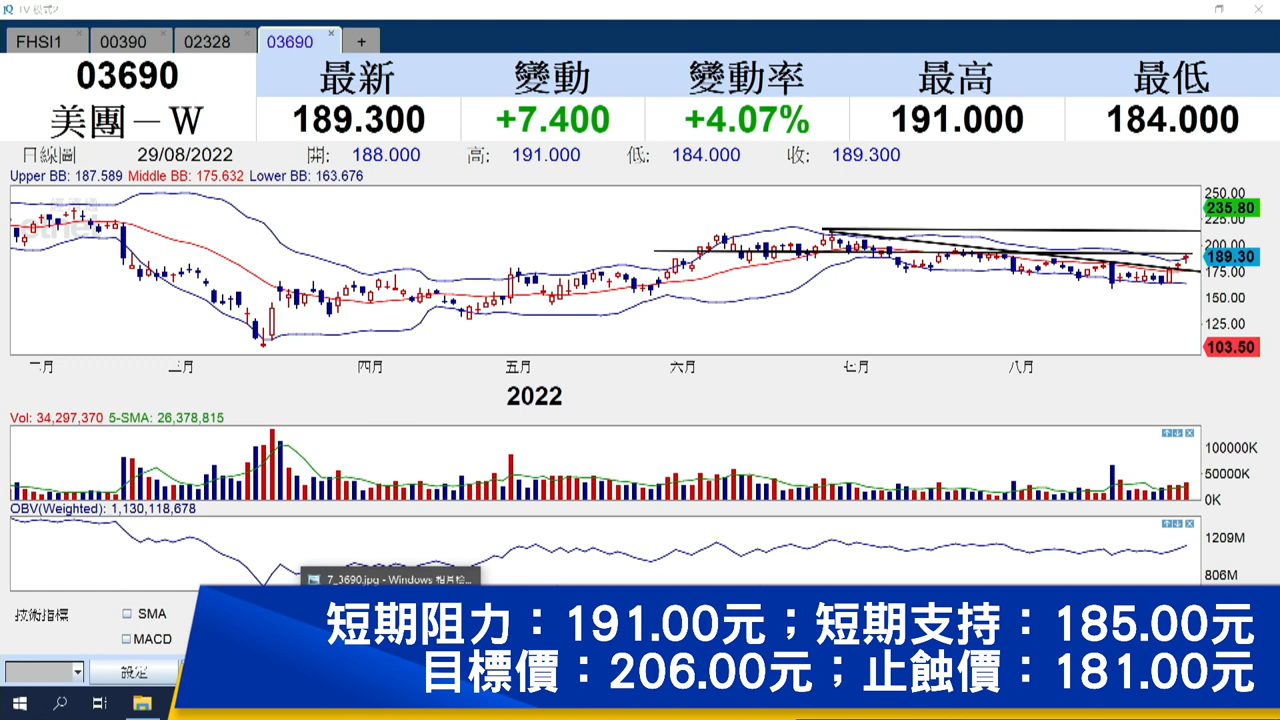 TV 模式2
FHSI1 00390 02328 03690 +
03690 最新 變動 變動率 最高 最低
美團－W 189.300 +7.400 +4.07% 191.000 184.000
日線圖 29/08/2022 開: 188.000 高: 191.000 低: 184.000 收: 189.300
Upper BB: 187.589 Middle BB: 175.632 Lower BB: 163.676
250.00
235.80
225.00
200.00
189.30
175.00
150.00
125.00
103.50
二月 三月 四月 五月 六月 七月 八月
2022
Vol: 34,297,370 5-SMA: 26,378,815
100000K
50000K
0K
OBV(Weighted): 1,130,118,678
1209M
806M
7_3690.jpg - Windows 相片檢...
技術指標 SMA
MACD
設定
短期阻力：191.00元；短期支持：185.00元
目標價：206.00元；止蝕價：181.00元